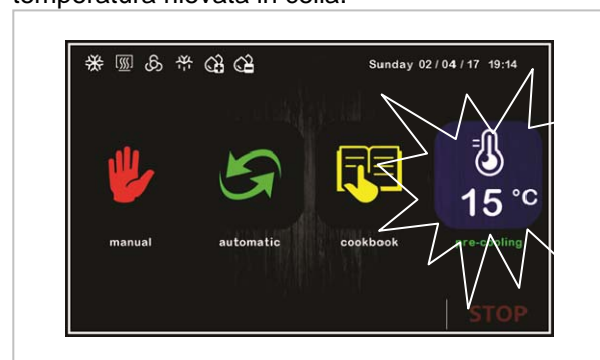 temperatura rilevata in cella.
Sunday 02 / 04 / 17 19:14
15 °C
manual automatic cookbook pre-cooling
STOP